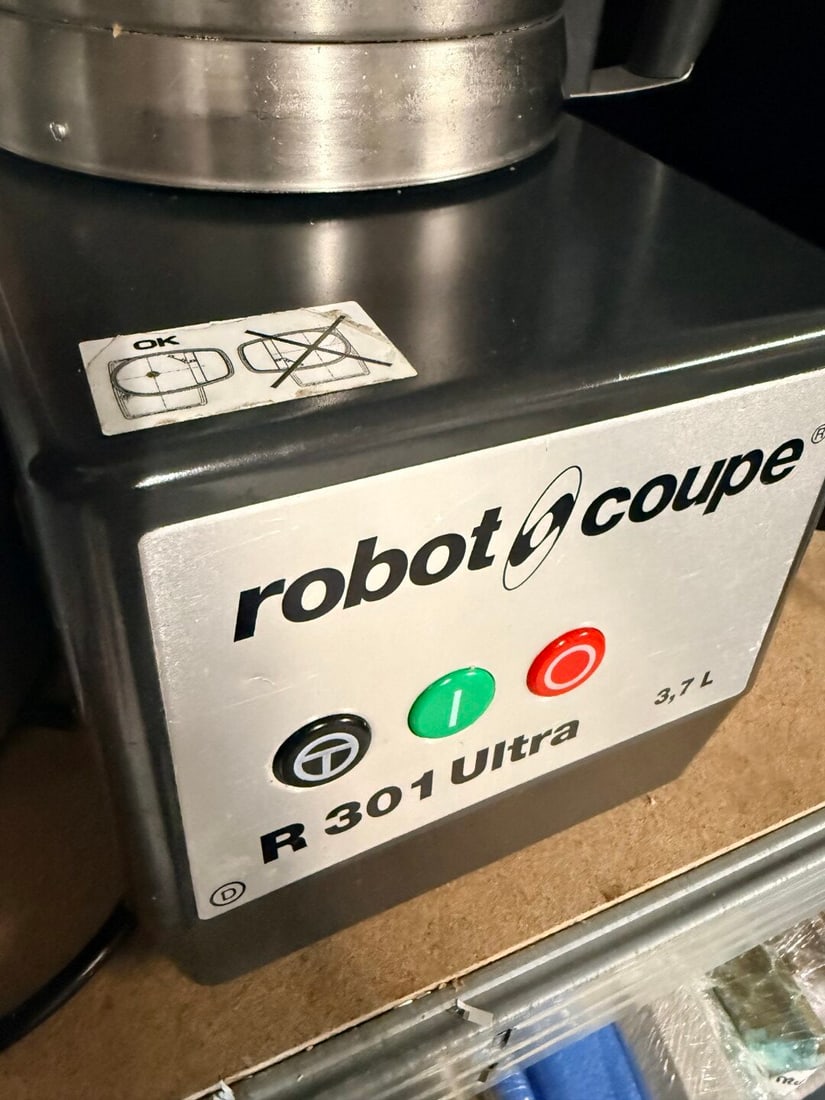 OK
robot coupe ®
3,7 L
R 301 Ultra
D